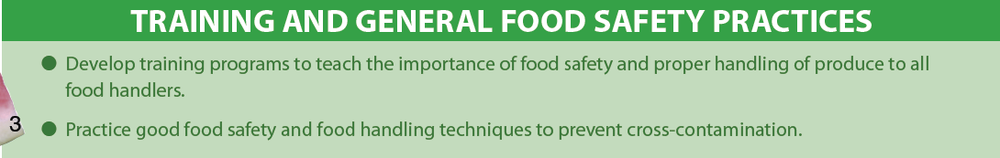 TRAINING AND GENERAL FOOD SAFETY PRACTICES
● Develop training programs to teach the importance of food safety and proper handling of produce to all
food handlers.
3
● Practice good food safety and food handling techniques to prevent cross-contamination.